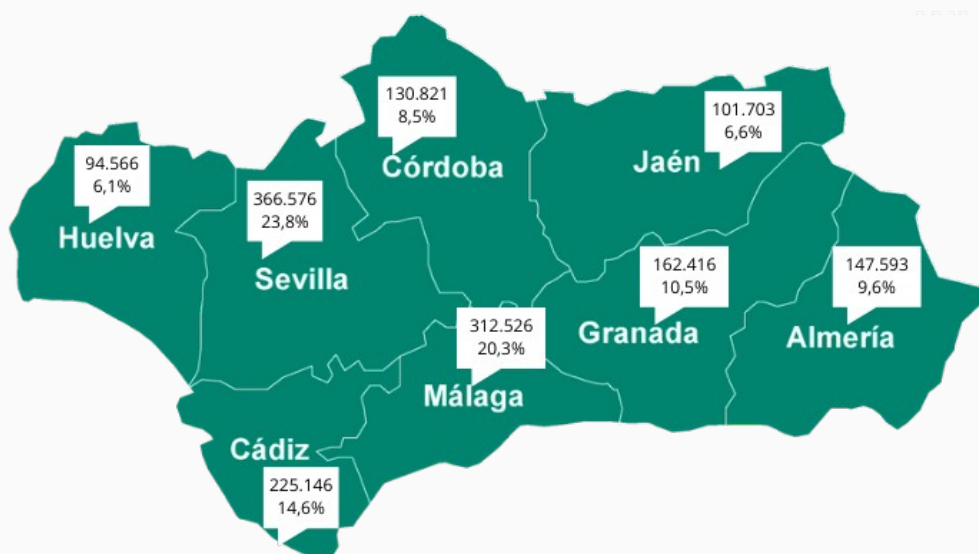 130.821
8,5%
Córdoba
101.703
6,6%
Jaén
94.566
6,1%
Huelva
366.576
23,8%
Sevilla
162.416
10,5%
Granada
147.593
9,6%
Almería
312.526
20,3%
Málaga
Cádiz
225.146
14,6%